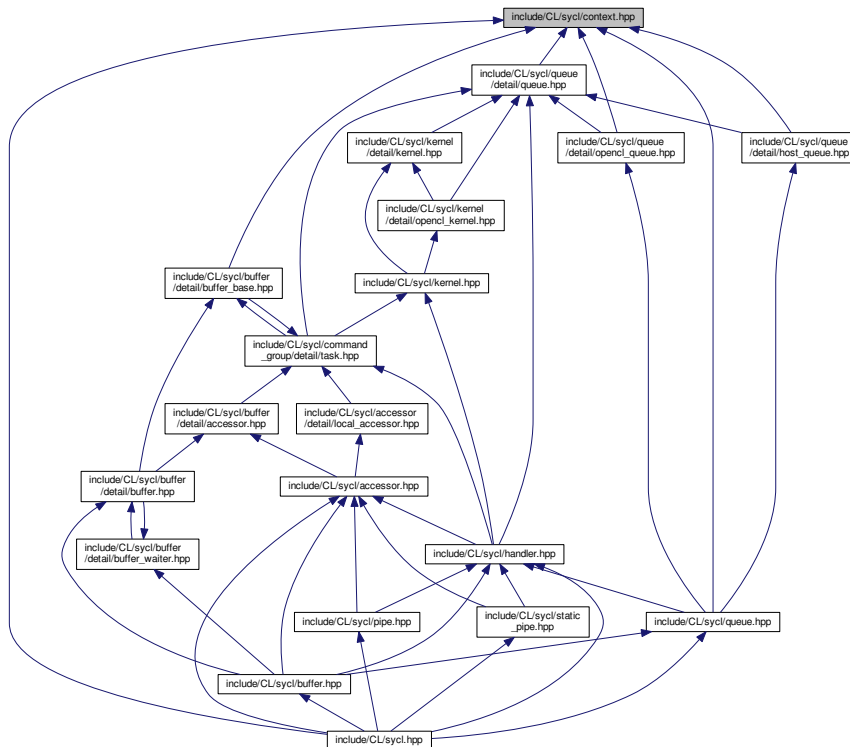 include/CL/sycl/context.hpp
include/CL/sycl/queue
/detail/queue.hpp
include/CL/sycl/kernel
/detail/kernel.hpp
include/CL/sycl/queue
/detail/opencl_queue.hpp
include/CL/sycl/queue
/detail/host_queue.hpp
include/CL/sycl/kernel
/detail/opencl_kernel.hpp
include/CL/sycl/buffer
/detail/buffer_base.hpp
include/CL/sycl/kernel.hpp
include/CL/sycl/command
_group/detail/task.hpp
include/CL/sycl/buffer
/detail/accessor.hpp
include/CL/sycl/accessor
/detail/local_accessor.hpp
include/CL/sycl/buffer
/detail/buffer.hpp
include/CL/sycl/accessor.hpp
include/CL/sycl/buffer
/detail/buffer_waiter.hpp
include/CL/sycl/handler.hpp
include/CL/sycl/pipe.hpp
include/CL/sycl/static
_pipe.hpp
include/CL/sycl/queue.hpp
include/CL/sycl/buffer.hpp
include/CL/sycl.hpp